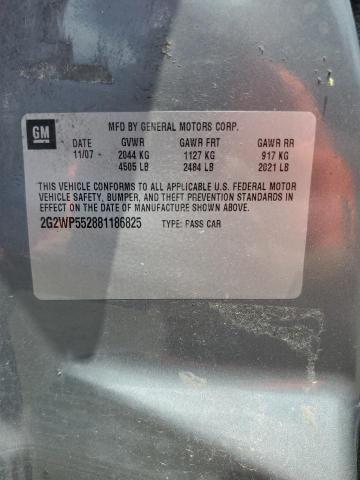 GM
MFD BY GENERAL MOTORS CORP.
DATE GVWR GAWR FRT GAWR RR
11/07 2044 KG 1127 KG 917 KG
4505 LB 2484 LB 2021 LB
THIS VEHICLE CONFORMS TO ALL APPLICABLE U.S. FEDERAL MOTOR
VEHICLE SAFETY, BUMPER, AND THEFT PREVENTION STANDARDS IN
EFFECT ON THE DATE OF MANUFACTURE SHOWN ABOVE.
2G2WP552881186825 TYPE: PASS CAR